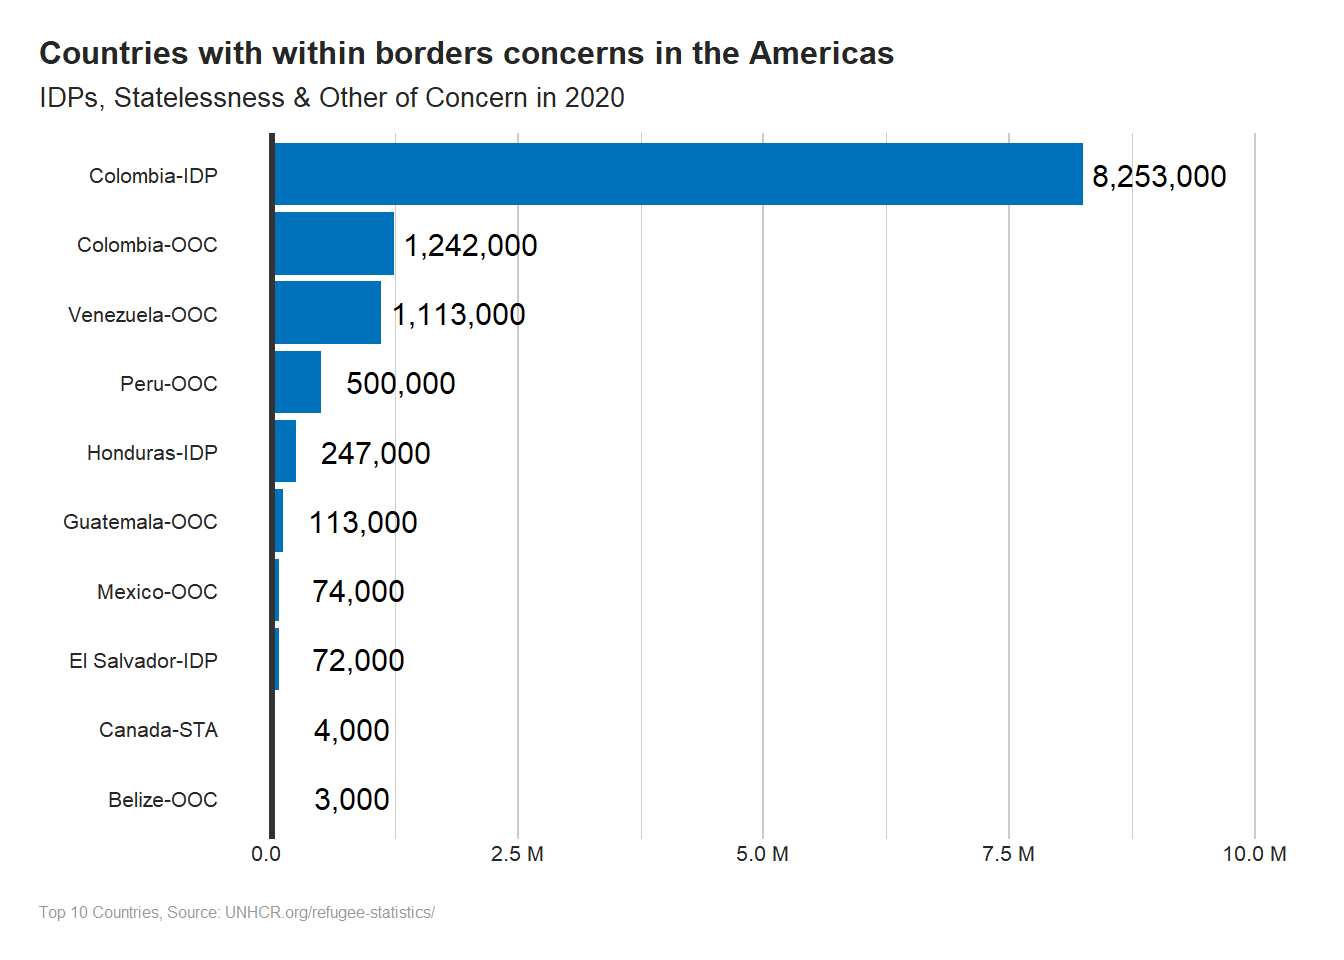 Countries with within borders concerns in the Americas
IDPs, Statelessness & Other of Concern in 2020
Colombia-IDP 8,253,000
Colombia-OOC 1,242,000
Venezuela-OOC 1,113,000
Peru-OOC 500,000
Honduras-IDP 247,000
Guatemala-OOC 113,000
Mexico-OOC 74,000
El Salvador-IDP 72,000
Canada-STA 4,000
Belize-OOC 3,000
0.0 2.5 M 5.0 M 7.5 M 10.0 M
Top 10 Countries, Source: UNHCR.org/refugee-statistics/